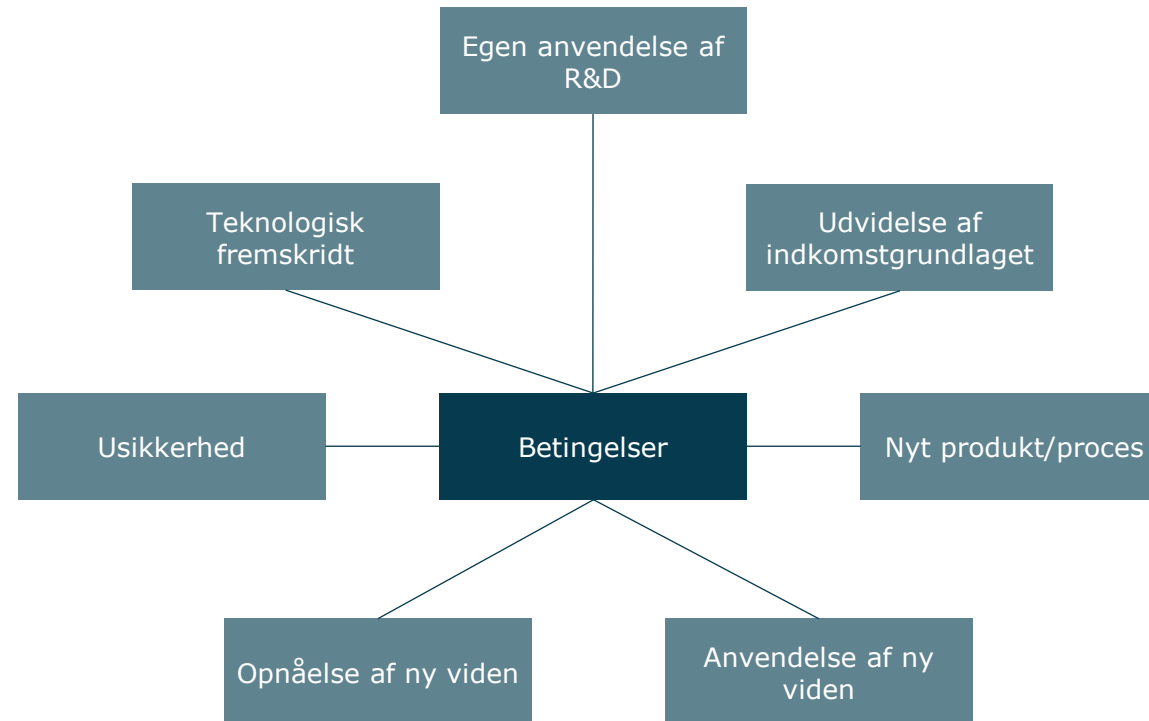 Egen anvendelse af
R&D
Teknologisk
fremskridt
Udvidelse af
indkomstgrundlaget
Usikkerhed
Betingelser
Nyt produkt/proces
Opnåelse af ny viden
Anvendelse af ny
viden